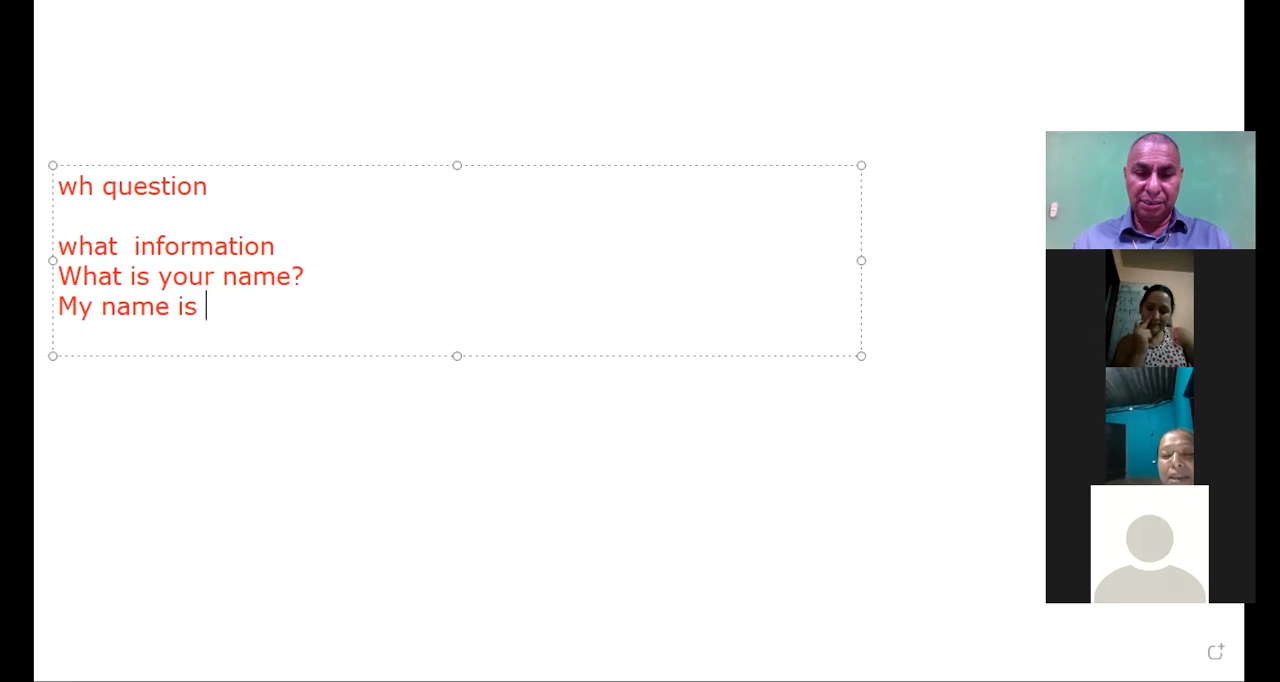 wh question
what information
What is your name?
My name is